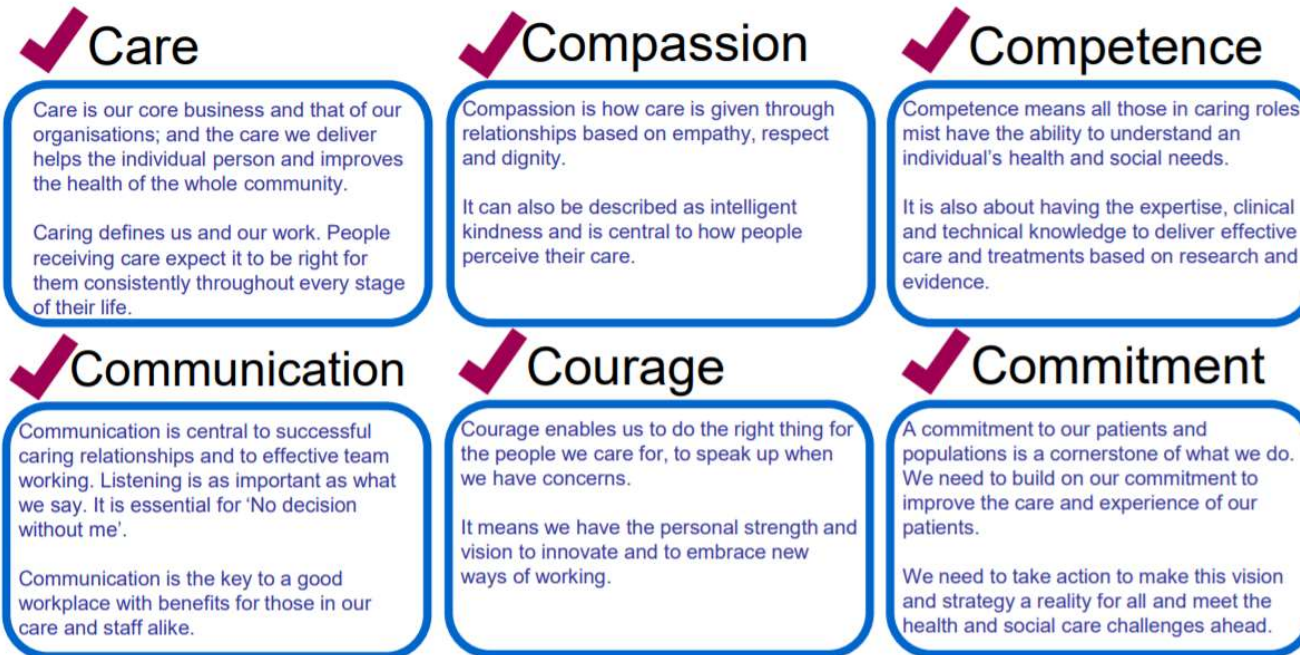 Care
Care is our core business and that of our
organisations; and the care we deliver
helps the individual person and improves
the health of the whole community.
Caring defines us and our work. People
receiving care expect it to be right for
them consistently throughout every stage
of their life.
Compassion
Compassion is how care is given through
relationships based on empathy, respect
and dignity.
It can also be described as intelligent
kindness and is central to how people
perceive their care.
Competence
Competence means all those in caring roles
mist have the ability to understand an
individual's health and social needs.
It is also about having the expertise, clinical
and technical knowledge to deliver effective
care and treatments based on research and
evidence.
Communication
Communication is central to successful
caring relationships and to effective team
working. Listening is as important as what
we say. It is essential for 'No decision
without me'.
Communication is the key to a good
workplace with benefits for those in our
care and staff alike.
Courage
Courage enables us to do the right thing for
the people we care for, to speak up when
we have concerns.
It means we have the personal strength and
vision to innovate and to embrace new
ways of working.
Commitment
A commitment to our patients and
populations is a cornerstone of what we do.
We need to build on our commitment to
improve the care and experience of our
patients.
We need to take action to make this vision
and strategy a reality for all and meet the
health and social care challenges ahead.